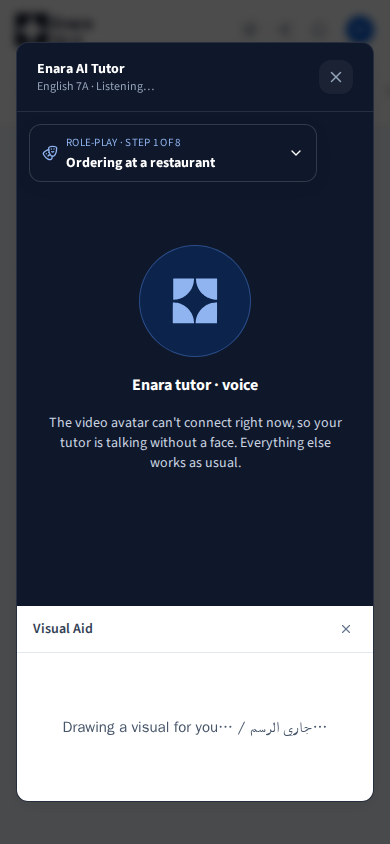 Enara AI Tutor
English 7A · Listening…
ROLE-PLAY · STEP 1 OF 8
Ordering at a restaurant
Enara tutor · voice
The video avatar can't connect right now, so your
tutor is talking without a face. Everything else
works as usual.
Visual Aid
Drawing a visual for you… / جاري الرسم…